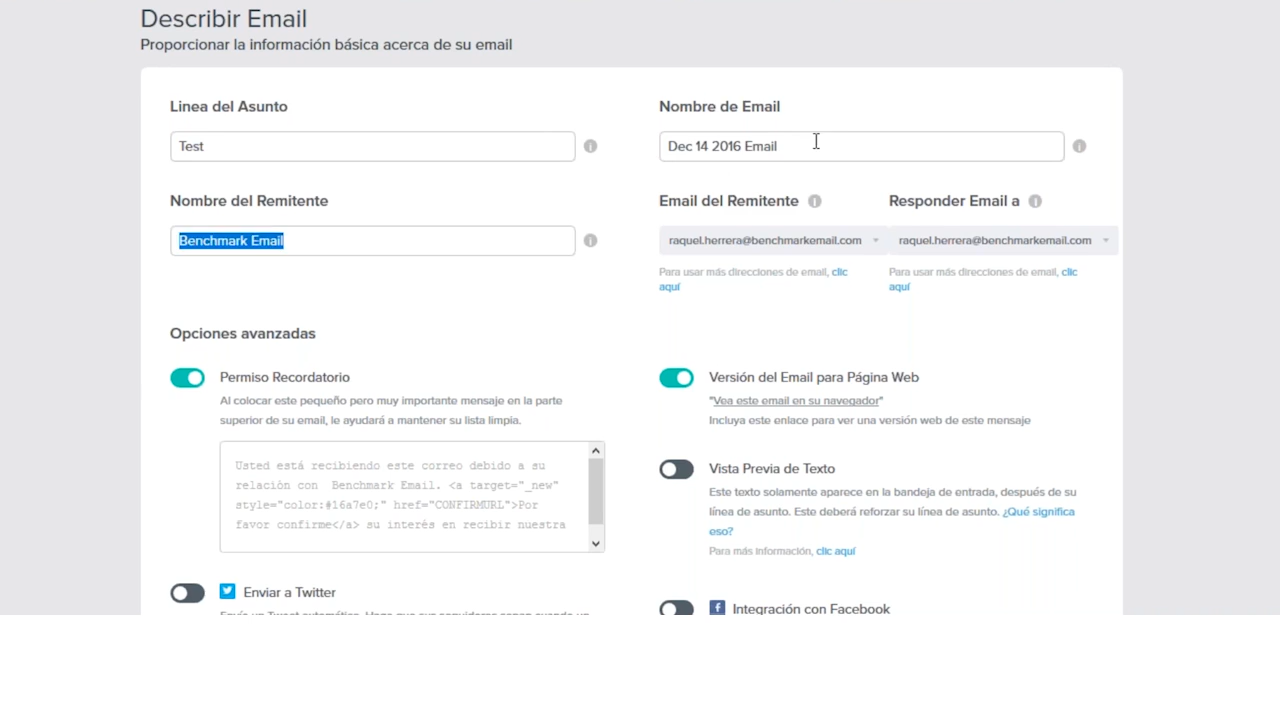 Describir Email
Proporcionar la información básica acerca de su email
Linea del Asunto
Test
Nombre de Email
Dec 14 2016 Email
Nombre del Remitente
Benchmark Email
Email del Remitente
raquel.herrera@benchmarkemail.com
Para usar más direcciones de email, clic
aquí
Responder Email a
raquel.herrera@benchmarkemail.com
Para usar más direcciones de email, clic
aquí
Opciones avanzadas
Permiso Recordatorio
Al colocar este pequeño pero muy importante mensaje en la parte
superior de su email, le ayudará a mantener su lista limpia.
Usted está recibiendo este correo debido a su
relación con  Benchmark Email. <a target="_new"
style="color:#16a7e0;" href="CONFIRMURL">Por
favor confirme</a> su interés en recibir nuestra
Versión del Email para Página Web
"Vea este email en su navegador"
Incluya este enlace para ver una versión web de este mensaje
Vista Previa de Texto
Este texto solamente aparece en la bandeja de entrada, después de su
línea de asunto. Este deberá reforzar su línea de asunto. ¿Qué significa
eso?
Para más información, clic aquí
Enviar a Twitter
Integración con Facebook